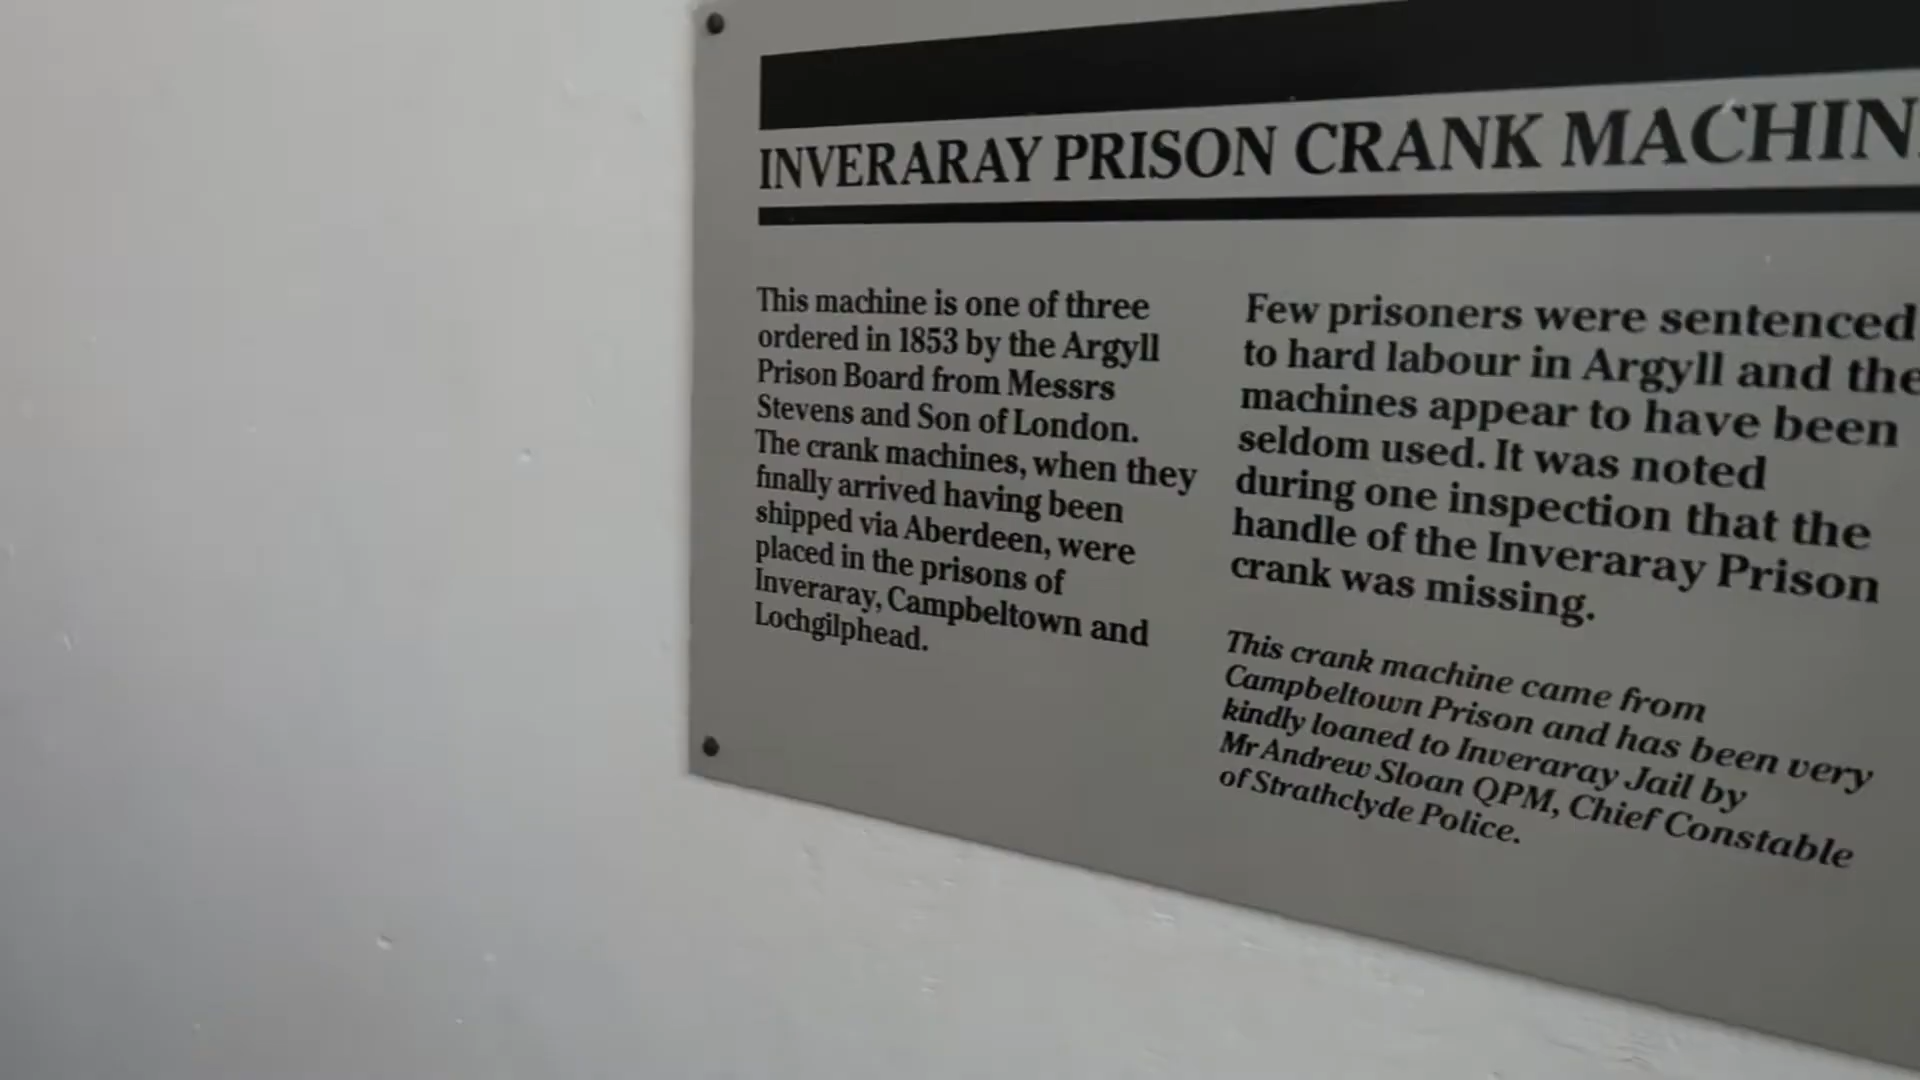 INVERARAY PRISON CRANK MACHIN
This machine is one of three
ordered in 1853 by the Argyll
Prison Board from Messrs
Stevens and Son of London.
The crank machines, when they
finally arrived having been
shipped via Aberdeen, were
placed in the prisons of
Inveraray, Campbeltown and
Lochgilphead.
Few prisoners were sentenced
to hard labour in Argyll and the
machines appear to have been
seldom used. It was noted
during one inspection that the
handle of the Inveraray Prison
crank was missing.
This crank machine came from
Campbeltown Prison and has been very
kindly loaned to Inveraray Jail by
Mr Andrew Sloan QPM, Chief Constable
of Strathclyde Police.